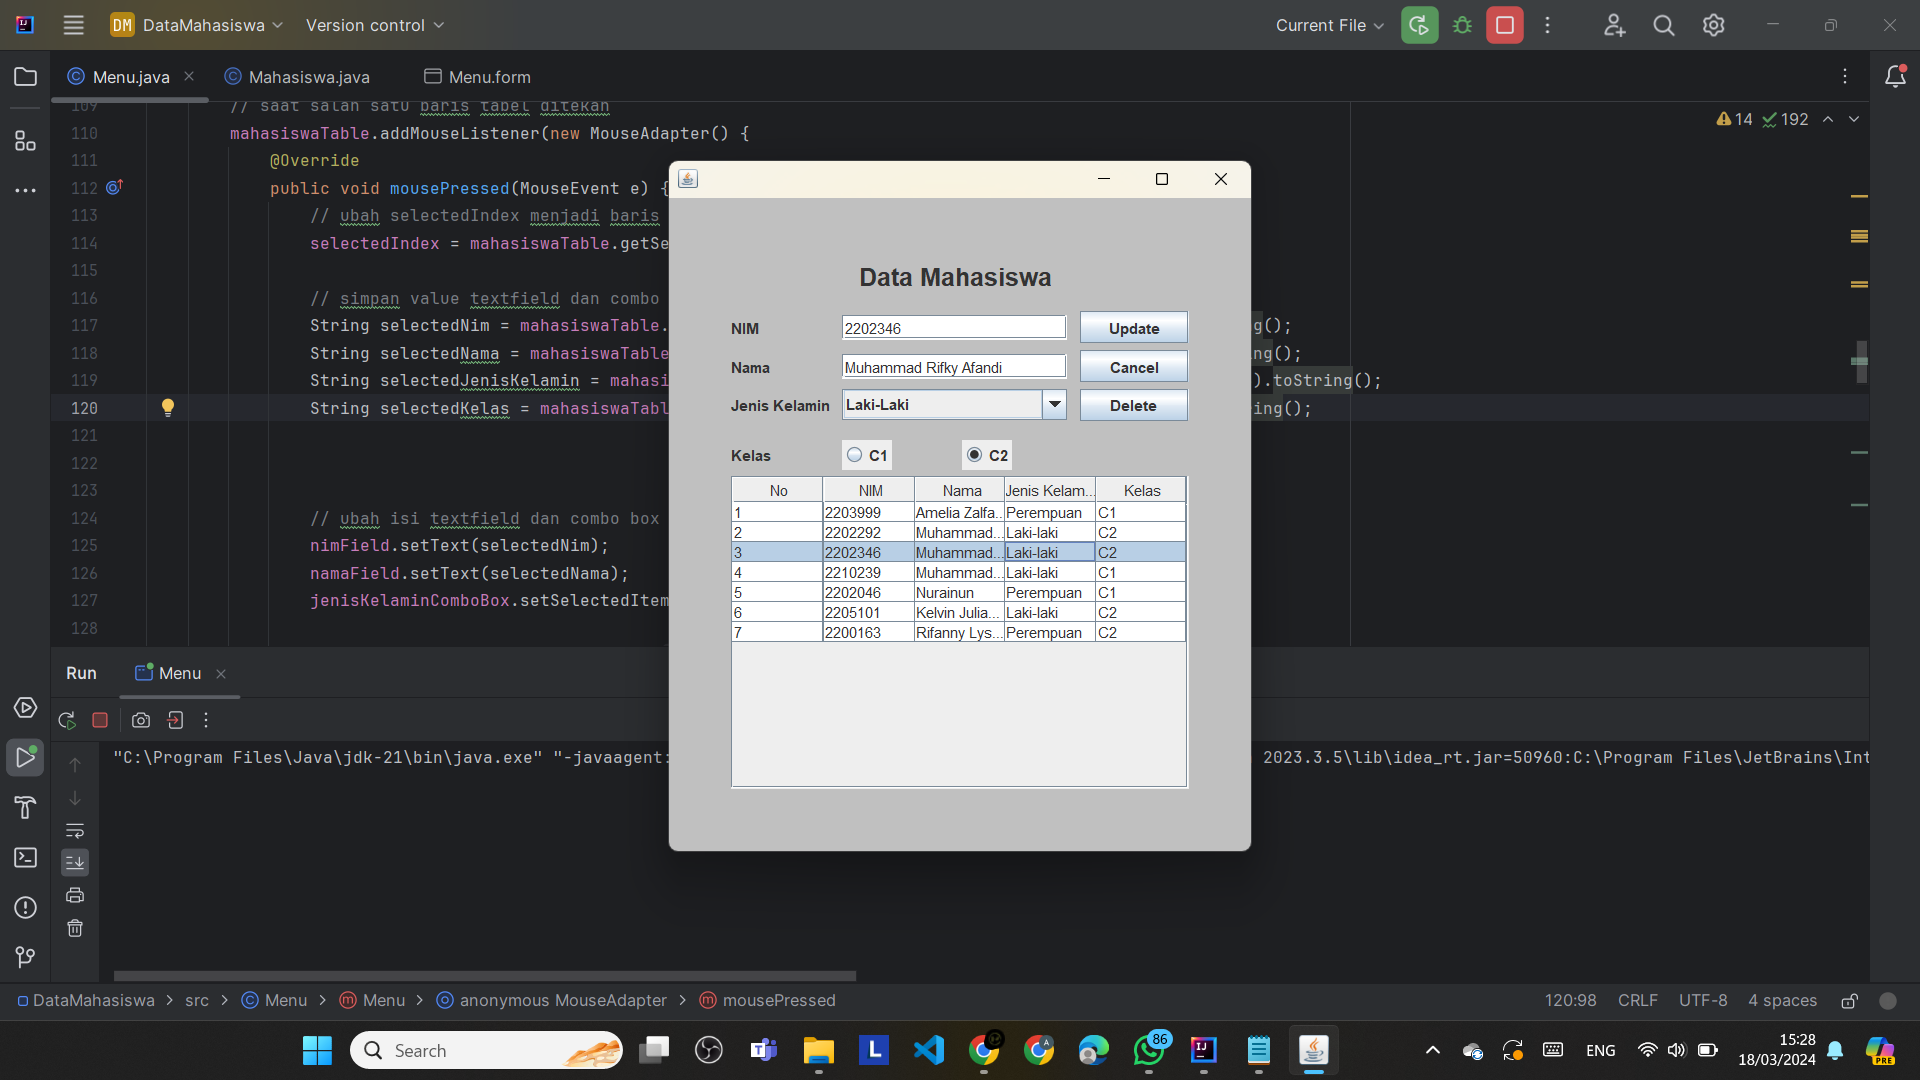 DM DataMahasiswa Version control Current File
Menu.java Mahasiswa.java Menu.form
109 // saat salah satu baris tabel ditekan
110 mahasiswaTable.addMouseListener(new MouseAdapter() { 14 192
111 @Override
112 public void mousePressed(MouseEvent e) {
113 // ubah selectedIndex menjadi baris
114 selectedIndex = mahasiswaTable.getSe
115
116 // simpan value textfield dan combo
117 String selectedNim = mahasiswaTable. g();
118 String selectedNama = mahasiswaTable ng();
119 String selectedJenisKelamin = mahasi ).toString();
120 String selectedKelas = mahasiswaTabl ing();
121
122
123
124 // ubah isi textfield dan combo box
125 nimField.setText(selectedNim);
126 namaField.setText(selectedNama);
127 jenisKelaminComboBox.setSelectedItem
128
Data Mahasiswa
NIM 2202346 Update
Nama Muhammad Rifky Afandi Cancel
Jenis Kelamin Laki-Laki Delete
Kelas C1 C2
No NIM Nama Jenis Kelam... Kelas
1 2203999 Amelia Zalfa... Perempuan C1
2 2202292 Muhammad... Laki-laki C2
3 2202346 Muhammad... Laki-laki C2
4 2210239 Muhammad... Laki-laki C1
5 2202046 Nurainun Perempuan C1
6 2205101 Kelvin Julia... Laki-laki C2
7 2200163 Rifanny Lys... Perempuan C2
Run Menu
"C:\Program Files\Java\jdk-21\bin\java.exe" "-javaagent: 2023.3.5\lib\idea_rt.jar=50960:C:\Program Files\JetBrains\Int
DataMahasiswa > src > Menu > Menu > anonymous MouseAdapter > mousePressed 120:98 CRLF UTF-8 4 spaces
Search 86 ENG 15:28
18/03/2024
PRE